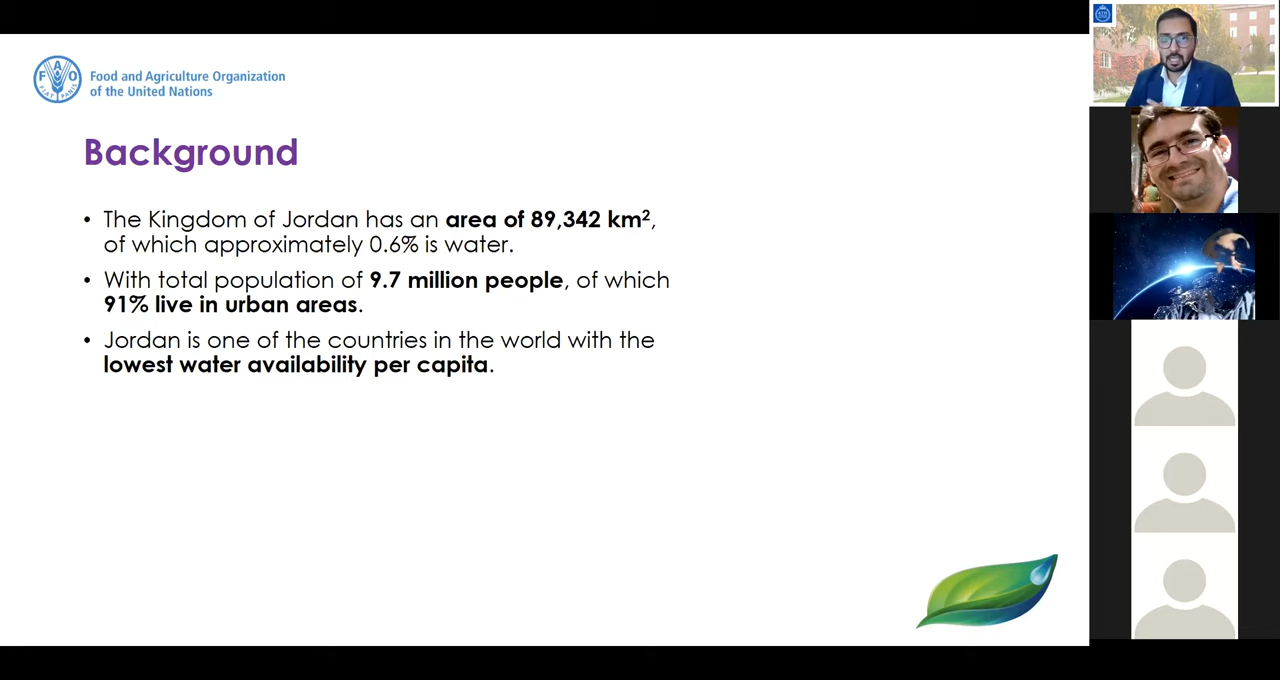 F A O
FIAT PANIS
Food and Agriculture Organization
of the United Nations
Background
• The Kingdom of Jordan has an area of 89,342 km²,
of which approximately 0.6% is water.
• With total population of 9.7 million people, of which
91% live in urban areas.
• Jordan is one of the countries in the world with the
lowest water availability per capita.
KTH